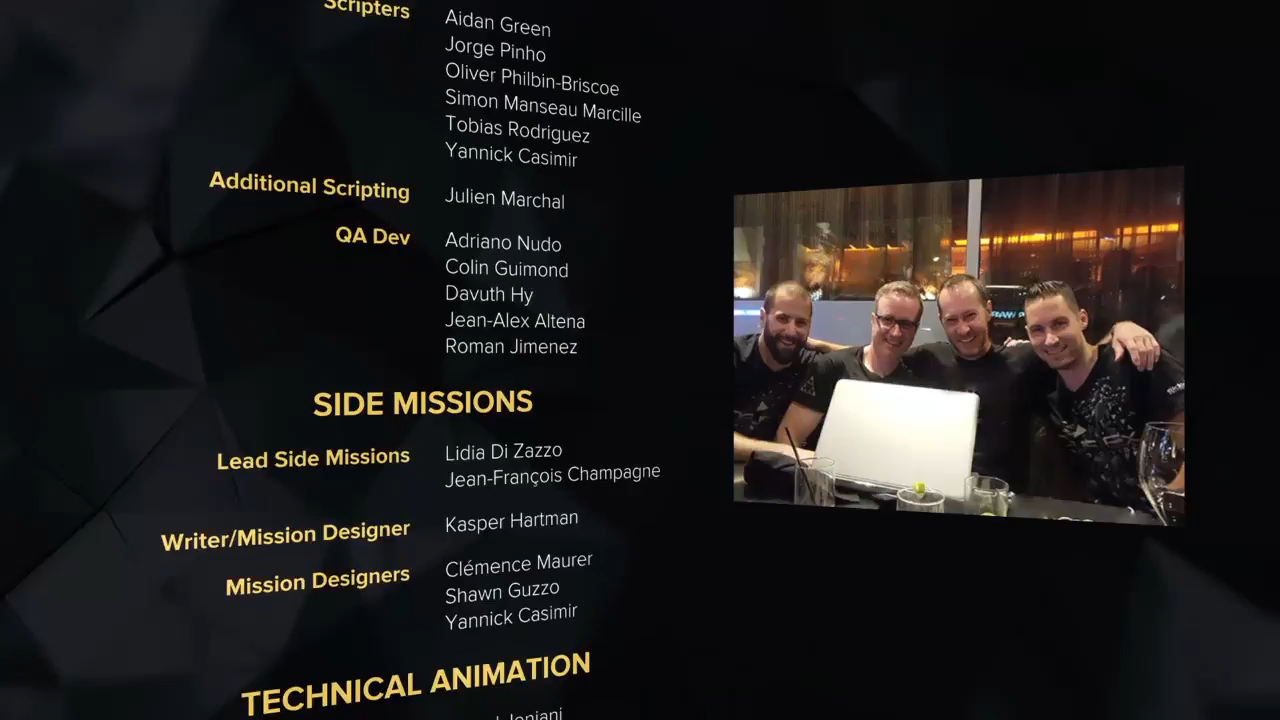 Scripters
Aidan Green
Jorge Pinho
Oliver Philbin-Briscoe
Simon Manseau Marcille
Tobias Rodriguez
Yannick Casimir
Additional Scripting
Julien Marchal
QA Dev
Adriano Nudo
Colin Guimond
Davuth Hy
Jean-Alex Altena
Roman Jimenez
SIDE MISSIONS
Lead Side Missions
Lidia Di Zazzo
Jean-François Champagne
Writer/Mission Designer
Kasper Hartman
Mission Designers
Clémence Maurer
Shawn Guzzo
Yannick Casimir
TECHNICAL ANIMATION